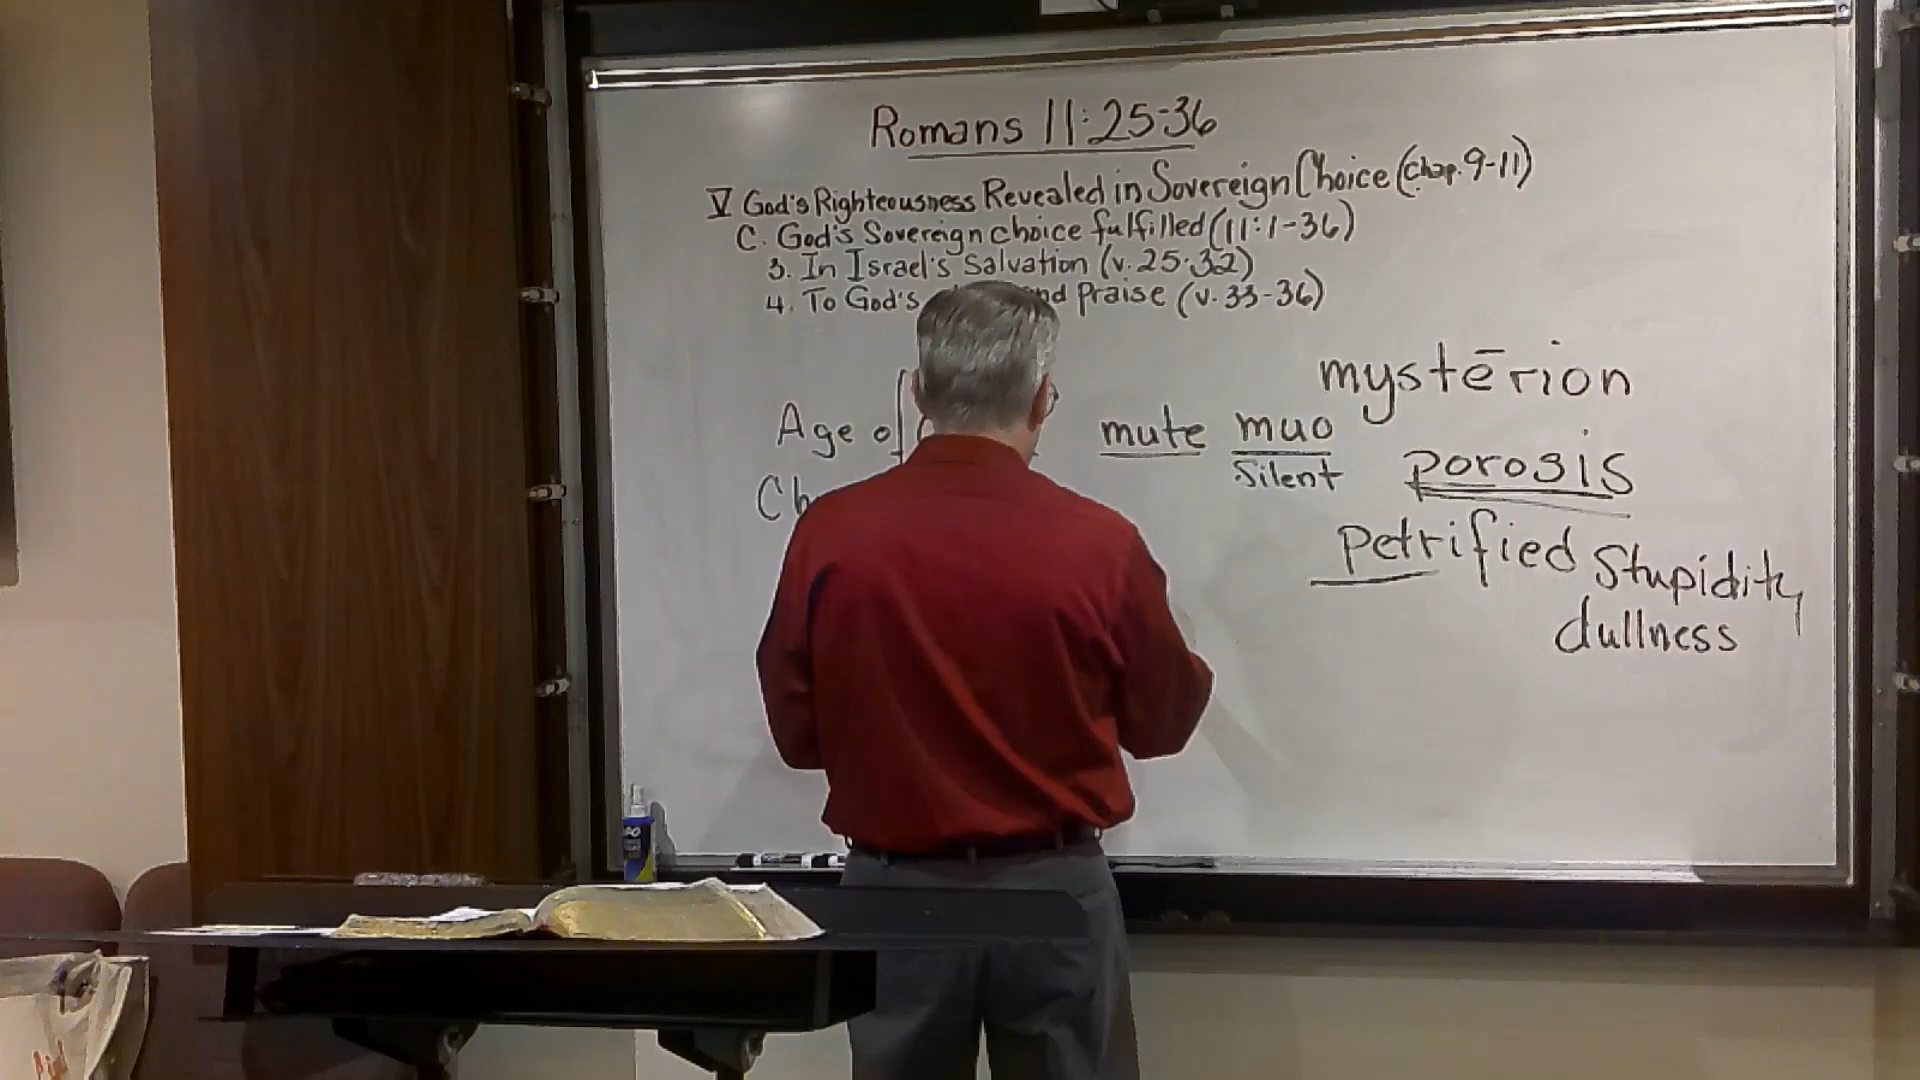 Romans 11:25-36
V God's Righteousness Revealed in Sovereign Choice (Chap. 9-11)
C. God's Sovereign choice fulfilled (11:1-36)
3. In Israel's Salvation (v. 25-32)
4. To God's nd Praise (v. 33-36)
mystērion
Age of
mute muo
silent
porosis
Ch
petrified stupidity
dullness